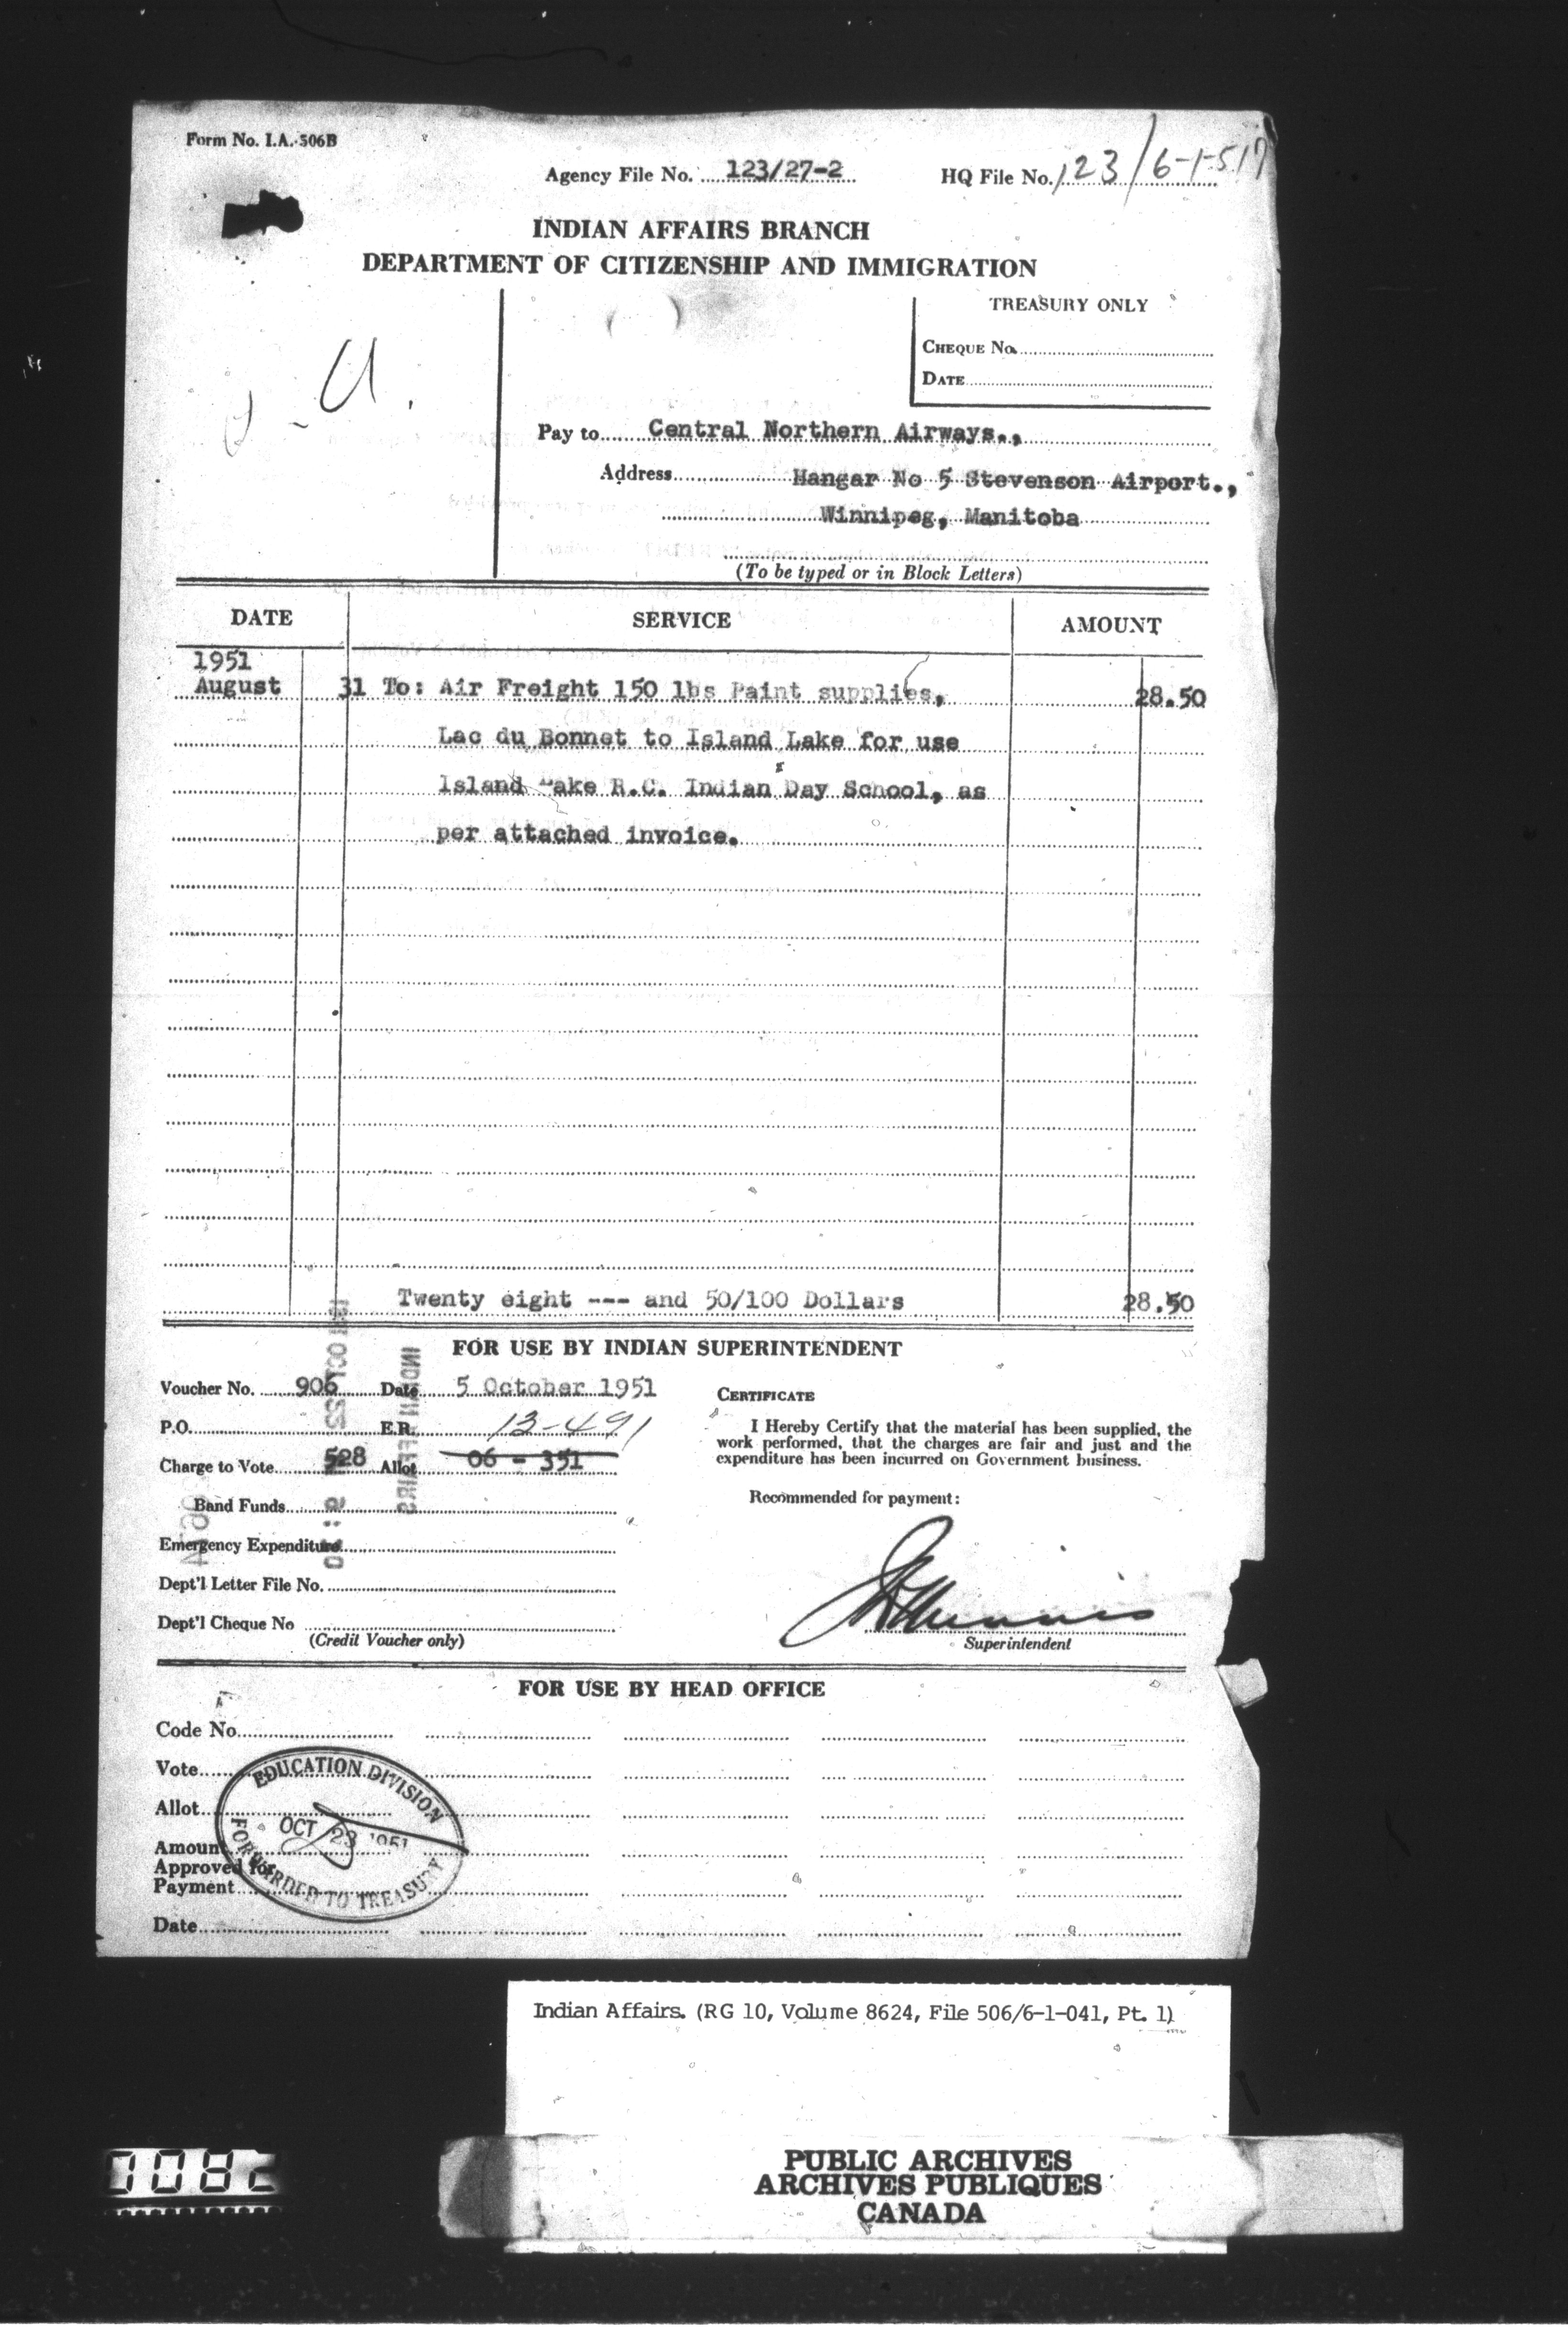 Form No. I.A. 506B
Agency File No. 123/27-2 HQ File No. 123/6-1-517
INDIAN AFFAIRS BRANCH
DEPARTMENT OF CITIZENSHIP AND IMMIGRATION
TREASURY ONLY
CHEQUE No.
DATE
Pay to Central Northern Airways.,
Address Hangar No 5 Stevenson Airport.,
Winnipeg, Manitoba
(To be typed or in Block Letters)
DATE SERVICE AMOUNT
1951
August 31 To: Air Freight 150 lbs Paint supplies, 28.50
Lac du Bonnet to Island Lake for use
Island Lake R.C. Indian Day School, as
per attached invoice.
Twenty eight --- and 50/100 Dollars 28.50
FOR USE BY INDIAN SUPERINTENDENT
Voucher No. 906 Date 5 October 1951
P.O. E.R. 13-491
Charge to Vote 528 Allot 06 - 351
Band Funds
Emergency Expenditure
Dept'l Letter File No.
Dept'l Cheque No
(Credit Voucher only)
CERTIFICATE
I Hereby Certify that the material has been supplied, the
work performed, that the charges are fair and just and the
expenditure has been incurred on Government business.
Recommended for payment:
Superintendent
FOR USE BY HEAD OFFICE
Code No.
Vote
Allot.
Amount
Approved for
Payment
Date
EDUCATION DIVISION
OCT 23 1951
FORWARDED TO TREASURY
Indian Affairs. (RG 10, Volume 8624, File 506/6-1-041, Pt. 1)
PUBLIC ARCHIVES
ARCHIVES PUBLIQUES
CANADA